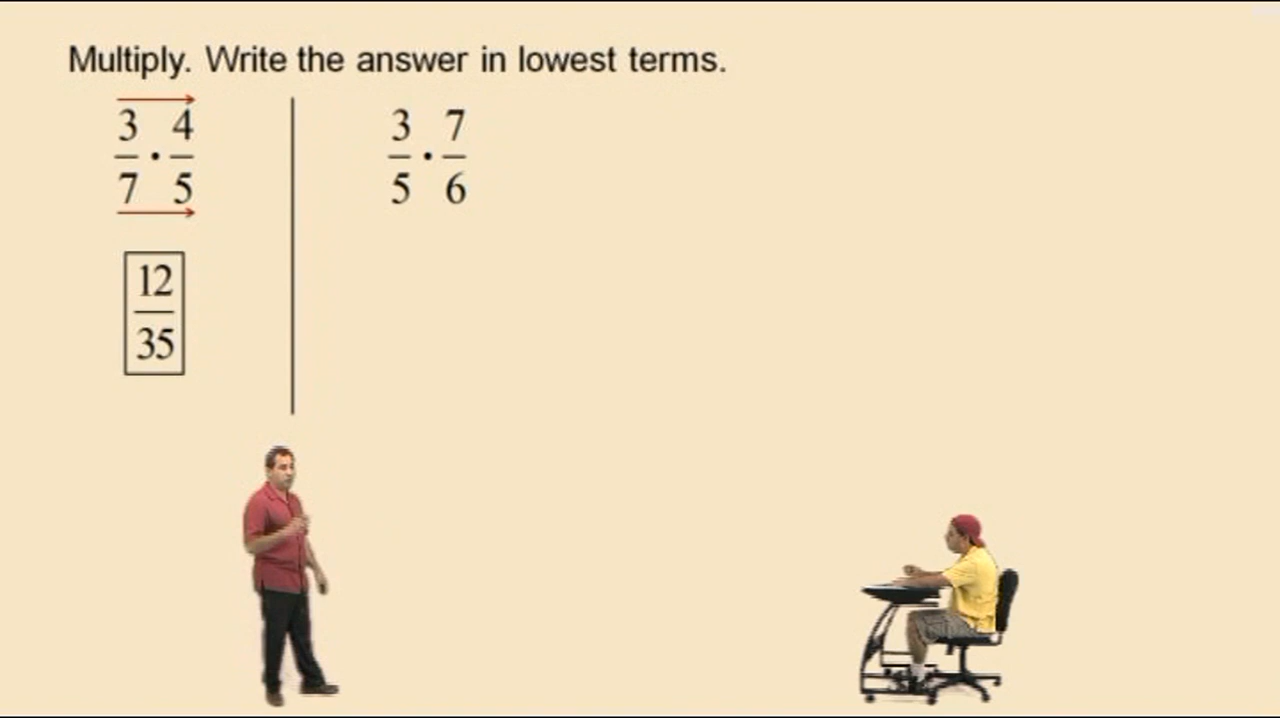 Multiply. Write the answer in lowest terms.
3/7 · 4/5
12/35
3/5 · 7/6